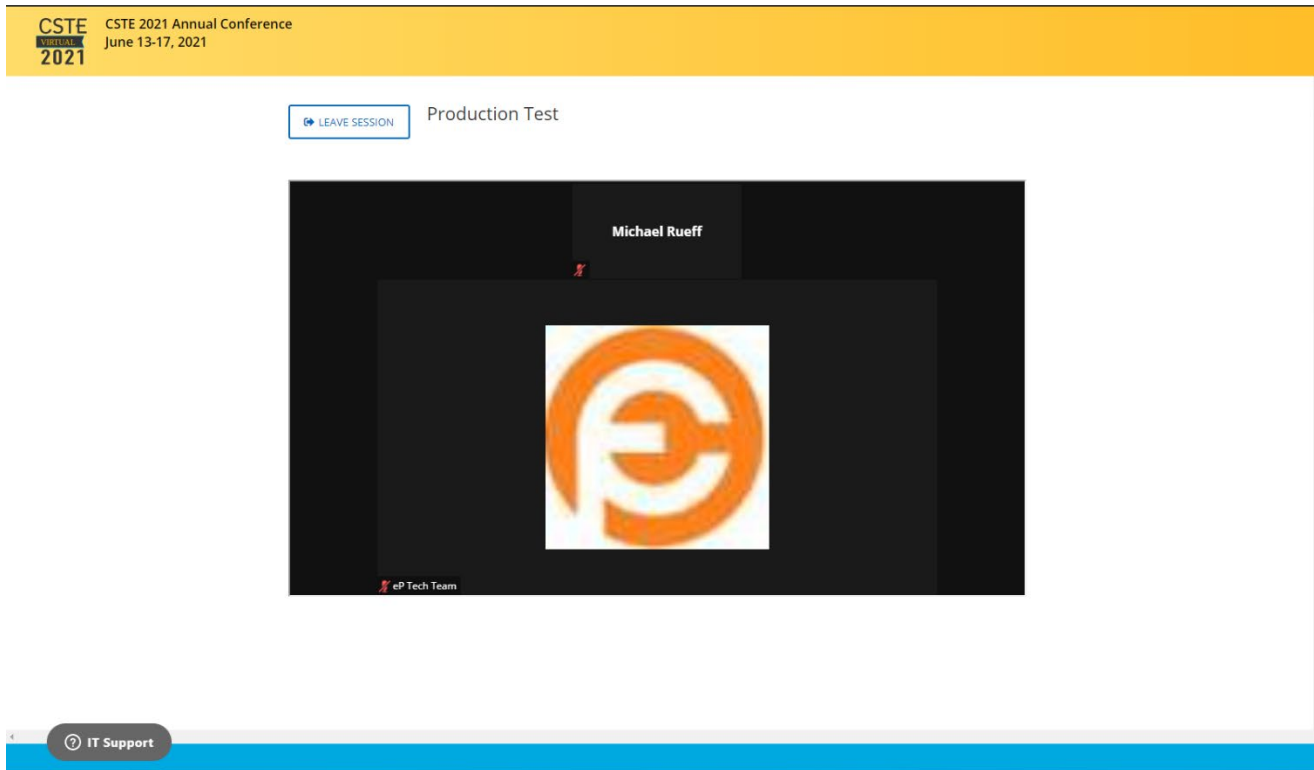 CSTE
VIRTUAL
2021
CSTE 2021 Annual Conference
June 13-17, 2021
LEAVE SESSION
Production Test
Michael Rueff
eP Tech Team
IT Support